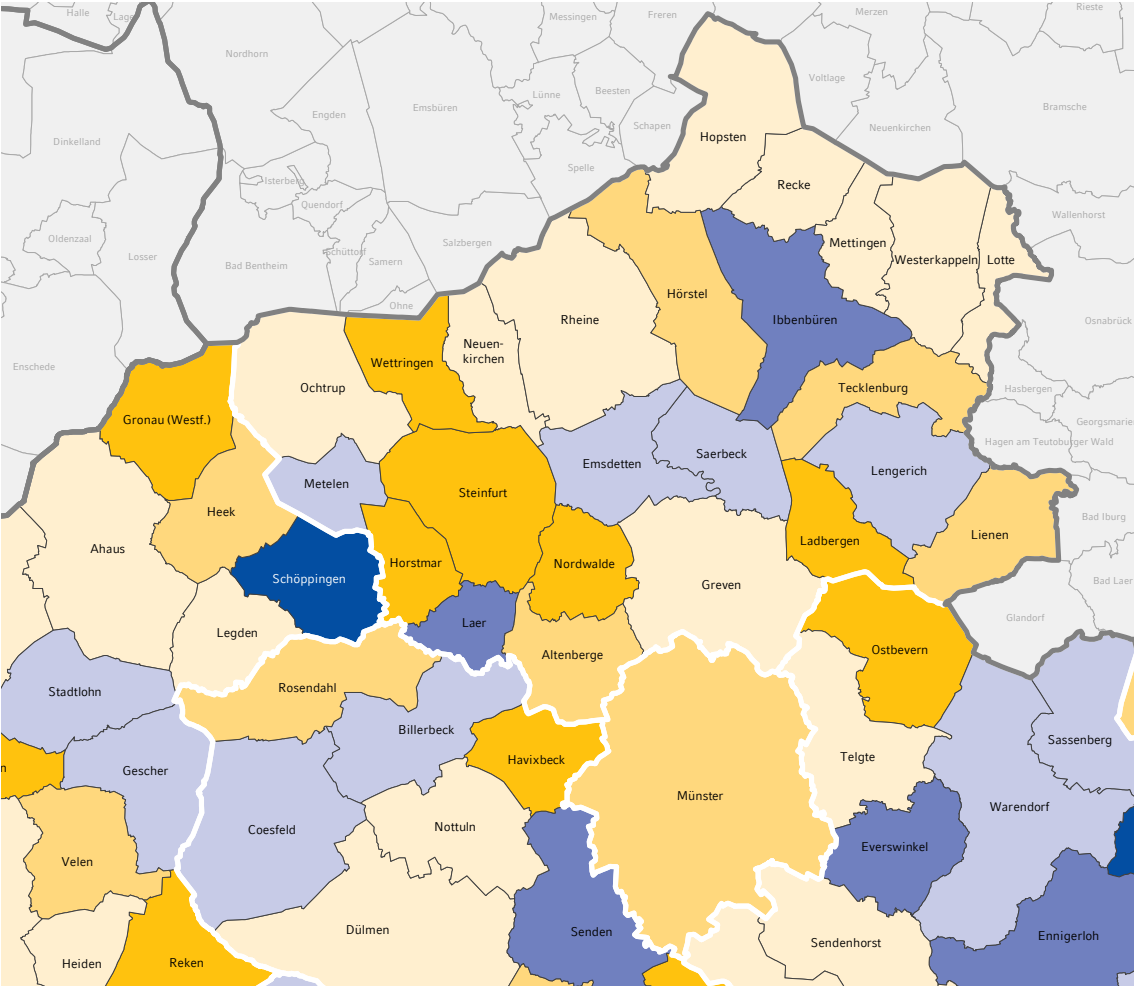 Halle
Lage
Messingen
Freren
Merzen
Rieste
Nordhorn
Lünne
Beesten
Voltlage
Emsbüren
Bramsche
Engden
Schapen
Neuenkirchen
Hopsten
Dinkelland
Spelle
Isterberg
Recke
Quendorf
Wallenhorst
Oldenzaal
Salzbergen
Mettingen
Losser
Schüttorf
Samern
Westerkappeln
Lotte
Bad Bentheim
Hörstel
Ohne
Rheine
Ibbenbüren
Osnabrück
Enschede
Neuen-
kirchen
Wettringen
Ochtrup
Tecklenburg
Hasbergen
Gronau (Westf.)
Georgsmarie
Hagen am Teutoburger Wald
Saerbeck
Emsdetten
Lengerich
Metelen
Steinfurt
Heek
Bad Iburg
Lienen
Ladbergen
Ahaus
Horstmar
Nordwalde
Schöppingen
Bad Laer
Greven
Glandorf
Laer
Legden
Ostbevern
Altenberge
Rosendahl
Stadtlohn
Billerbeck
Sassenberg
Telgte
Havixbeck
n
Gescher
Münster
Warendorf
Nottuln
Coesfeld
Everswinkel
Velen
Dülmen
Senden
Ennigerloh
Sendenhorst
Heiden
Reken